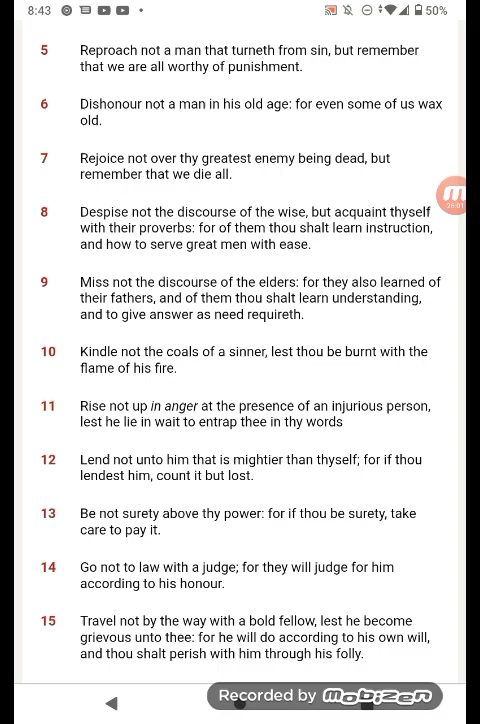 8:43
50%
5 Reproach not a man that turneth from sin, but remember
that we are all worthy of punishment.
6 Dishonour not a man in his old age: for even some of us wax
old.
7 Rejoice not over thy greatest enemy being dead, but
remember that we die all.
8 Despise not the discourse of the wise, but acquaint thyself
with their proverbs: for of them thou shalt learn instruction,
and how to serve great men with ease.
26:01
9 Miss not the discourse of the elders: for they also learned of
their fathers, and of them thou shalt learn understanding,
and to give answer as need requireth.
10 Kindle not the coals of a sinner, lest thou be burnt with the
flame of his fire.
11 Rise not up in anger at the presence of an injurious person,
lest he lie in wait to entrap thee in thy words
12 Lend not unto him that is mightier than thyself; for if thou
lendest him, count it but lost.
13 Be not surety above thy power: for if thou be surety, take
care to pay it.
14 Go not to law with a judge; for they will judge for him
according to his honour.
15 Travel not by the way with a bold fellow, lest he become
grievous unto thee: for he will do according to his own will,
and thou shalt perish with him through his folly.
Recorded by mobizen